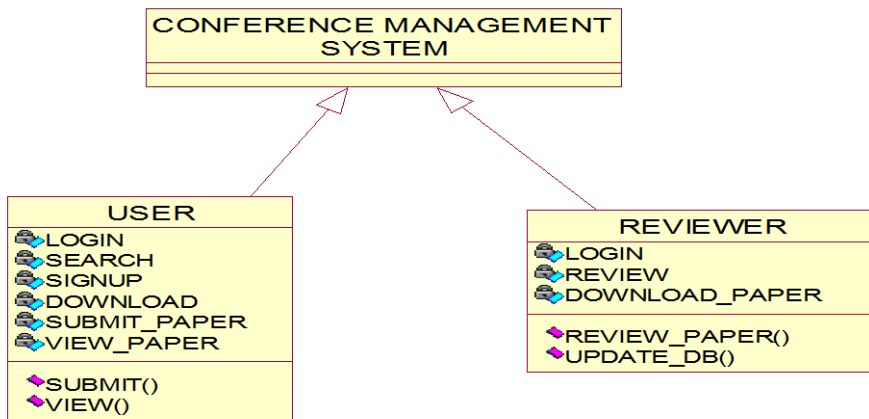 CONFERENCE MANAGEMENT
SYSTEM
USER
LOGIN
SEARCH
SIGNUP
DOWNLOAD
SUBMIT_PAPER
VIEW_PAPER
SUBMIT()
VIEW()
REVIEWER
LOGIN
REVIEW
DOWNLOAD_PAPER
REVIEW_PAPER()
UPDATE_DB()